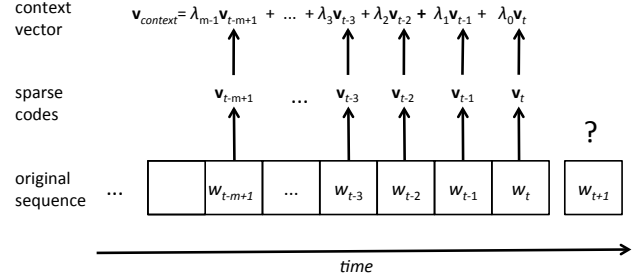 context vector v_context= λ_m-1 v_t-m+1 + ... + λ_3 v_t-3 + λ_2 v_t-2 + λ_1 v_t-1 + λ_0 v_t
sparse codes v_t-m+1 ... v_t-3 v_t-2 v_t-1 v_t
?
original sequence ... w_t-m+1 ... w_t-3 w_t-2 w_t-1 w_t w_t+1
time